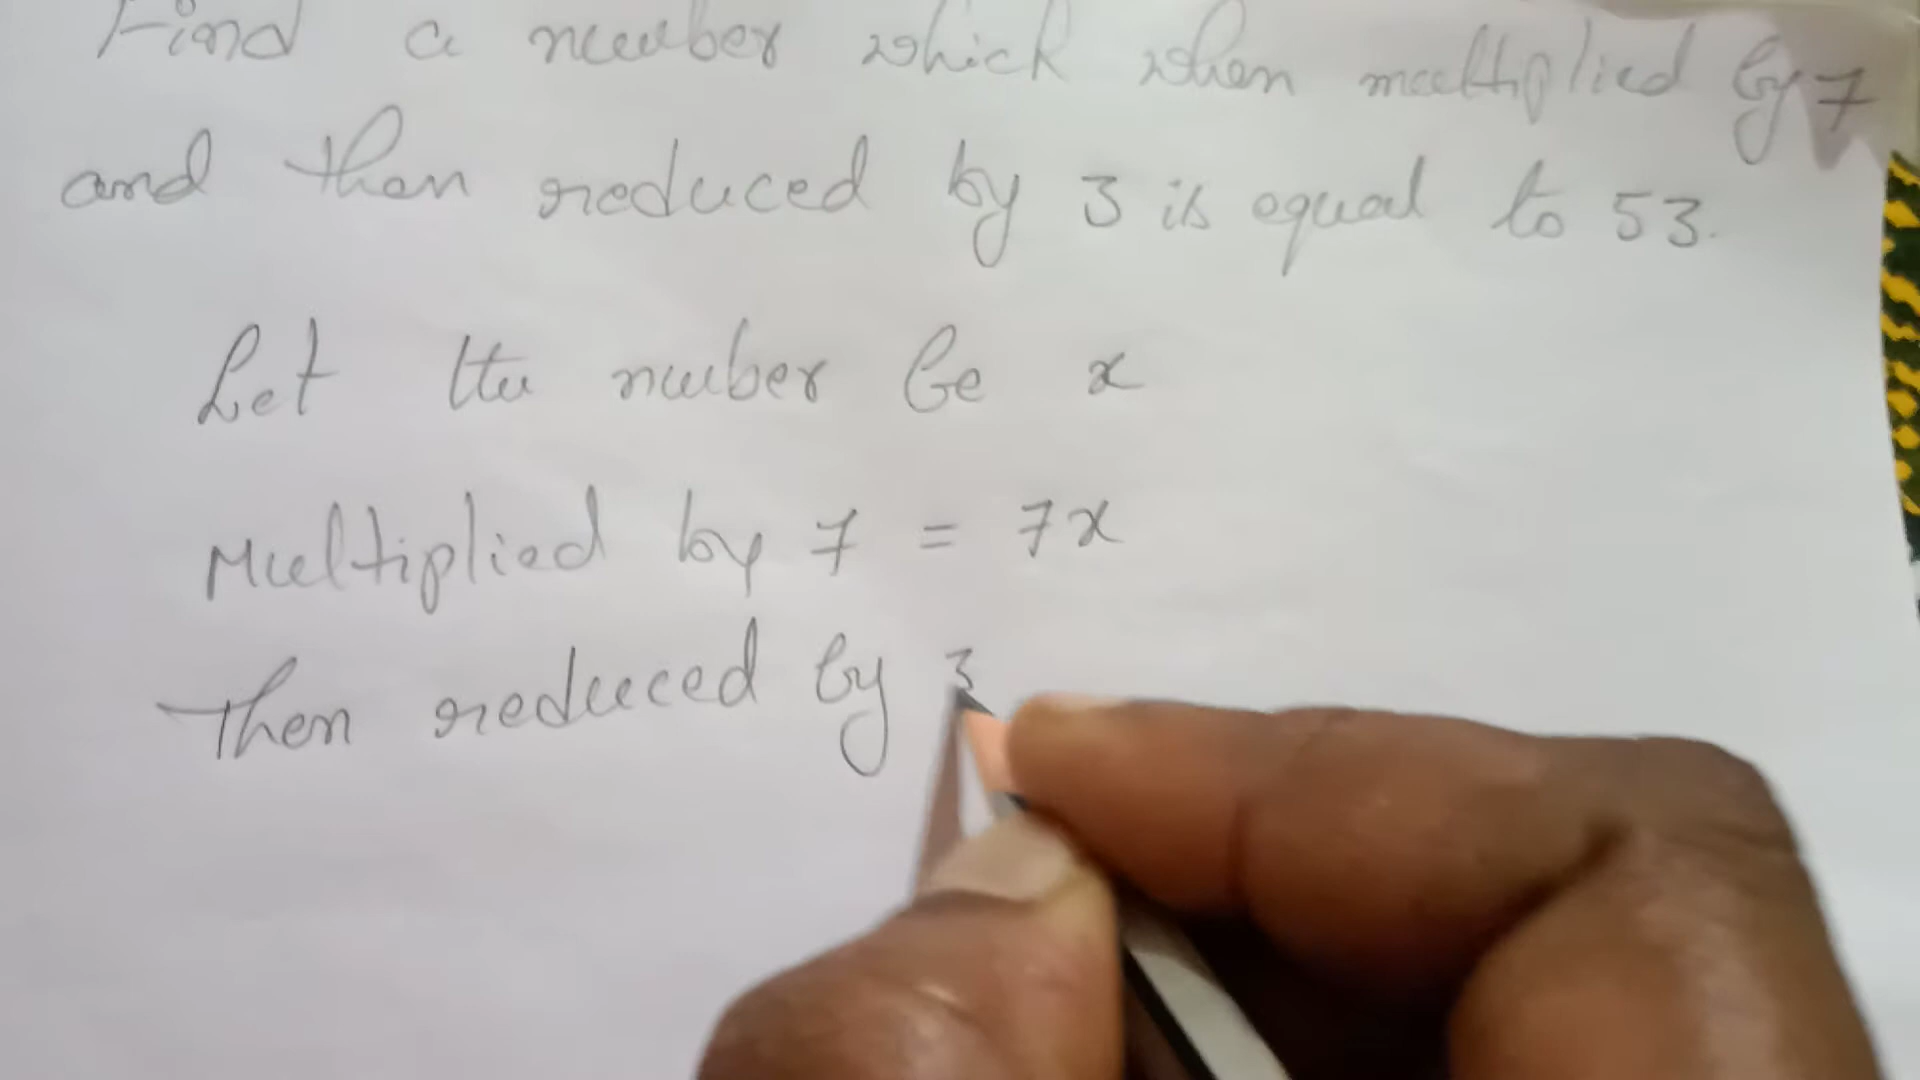 Find a number which when multiplied by 7
and then reduced by 3 is equal to 53.
Let the number be x
Multiplied by 7 = 7x
Then reduced by 3